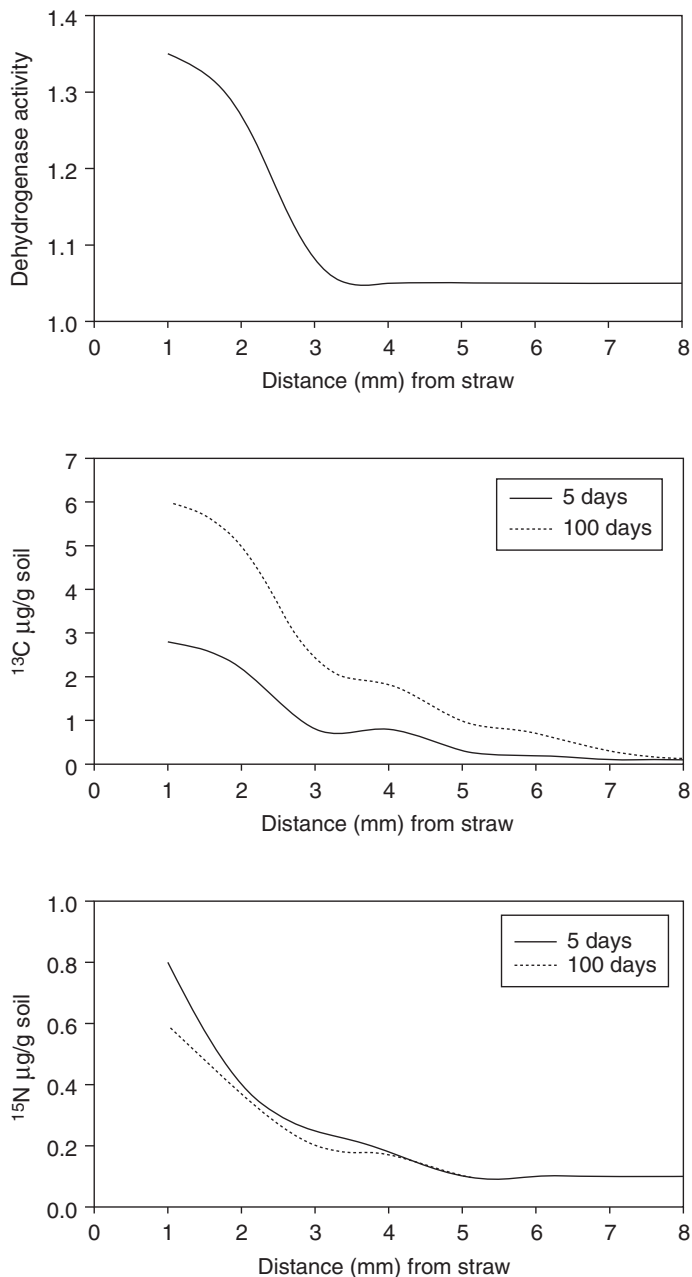 Dehydrogenase activity
1.4
1.3
1.2
1.1
1.0
0 1 2 3 4 5 6 7 8
Distance (mm) from straw
¹³C µg/g soil
7
6
5
4
3
2
1
0
5 days
100 days
0 1 2 3 4 5 6 7 8
Distance (mm) from straw
¹⁵N µg/g soil
1.0
0.8
0.6
0.4
0.2
0.0
5 days
100 days
0 1 2 3 4 5 6 7 8
Distance (mm) from straw